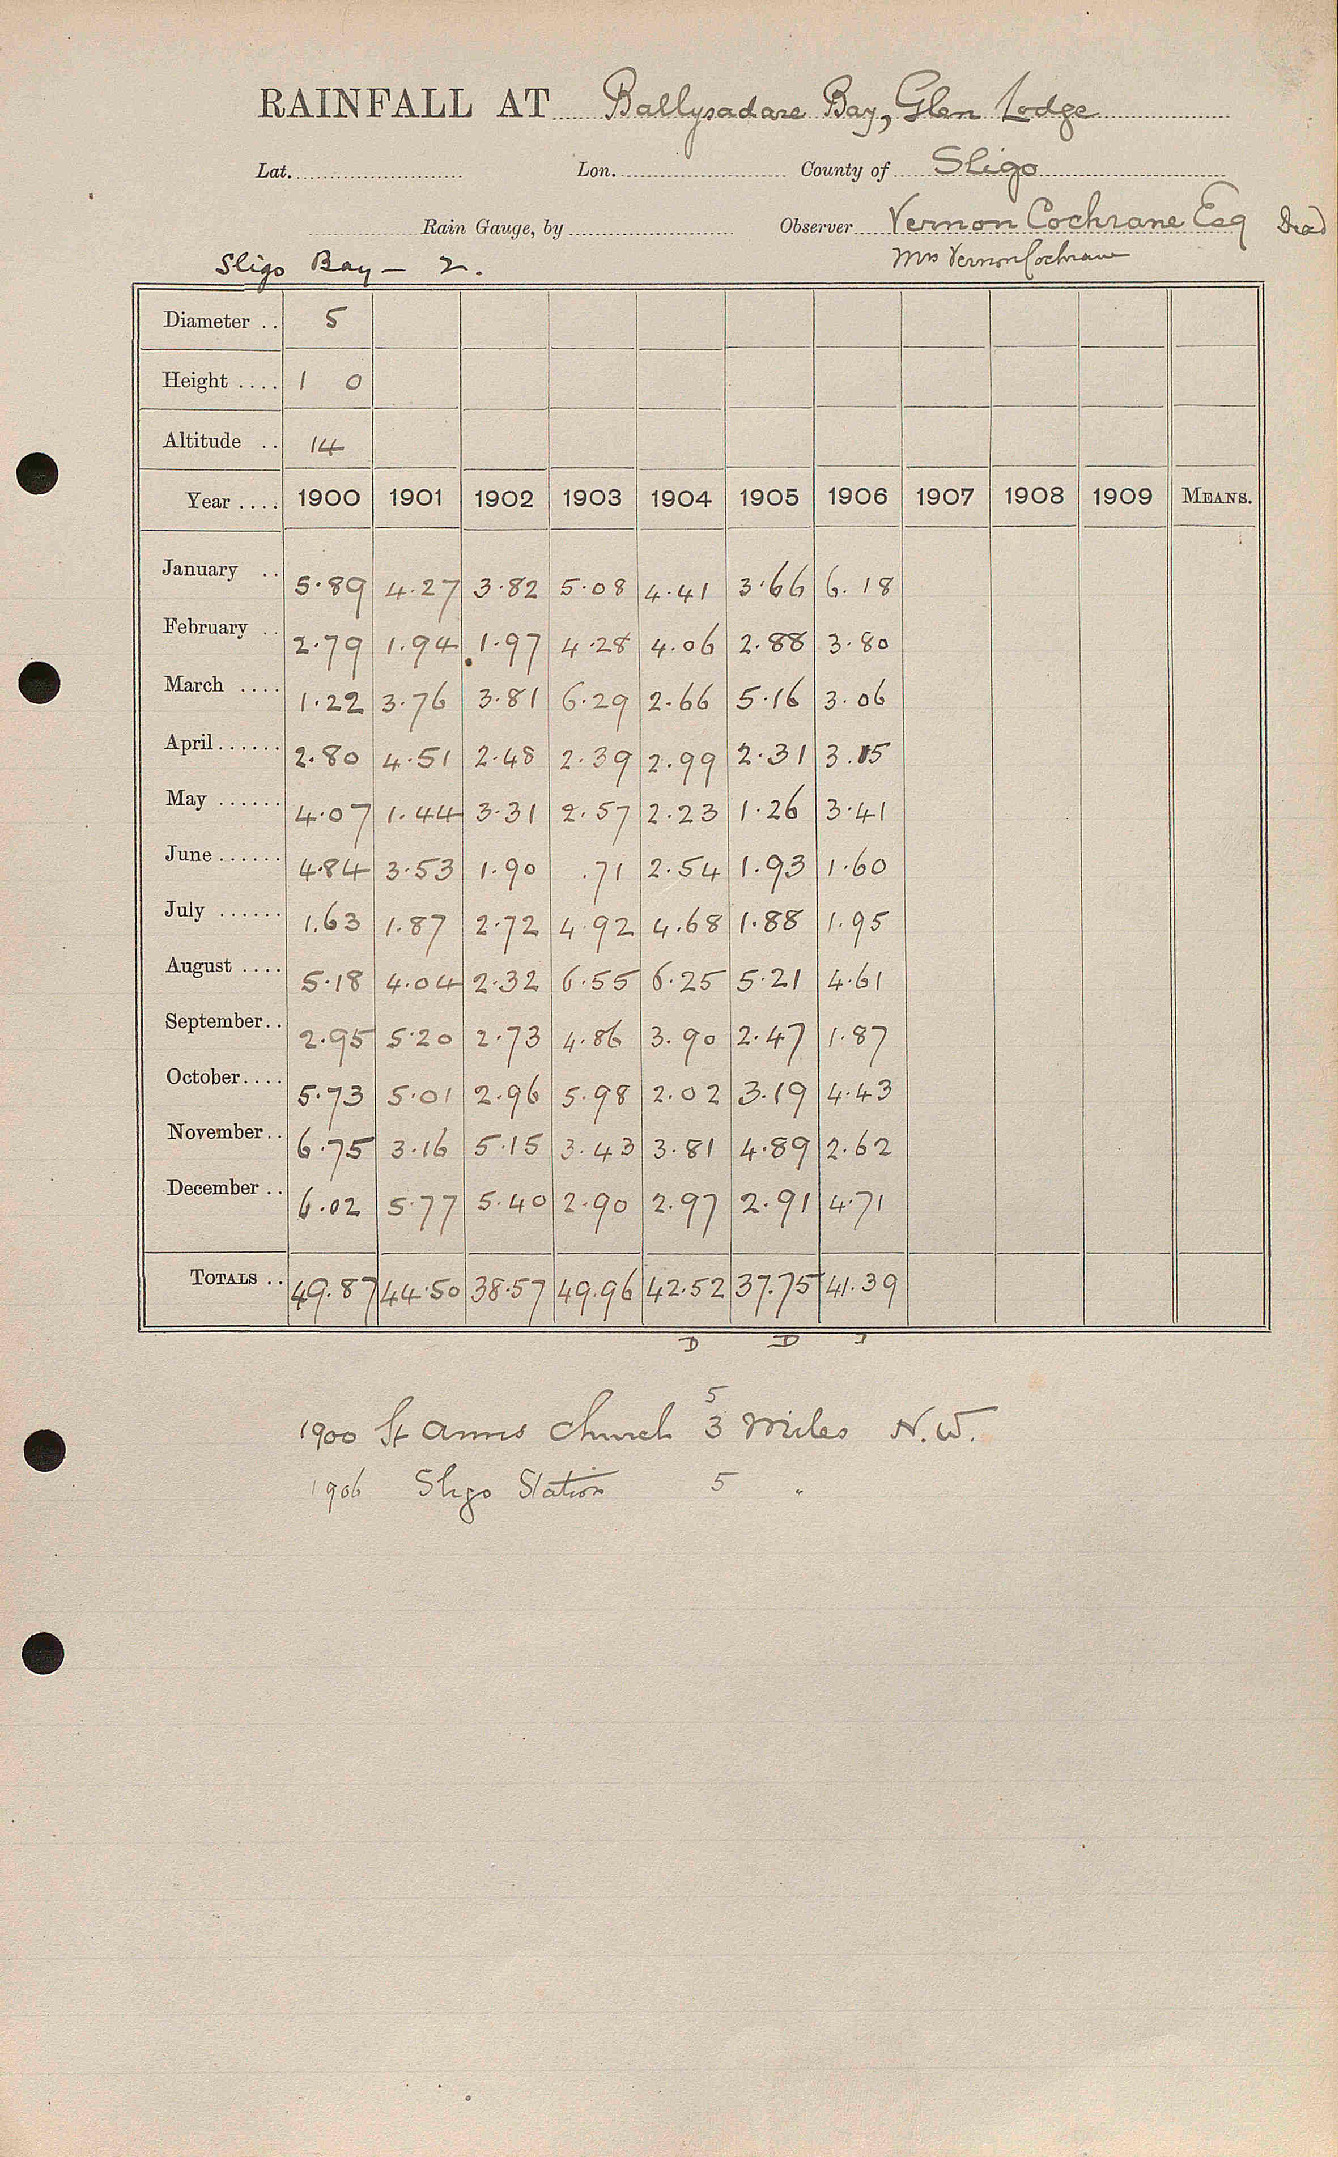 RAINFALL AT Ballysadare Bay, Glen Lodge
Lat. Lon. County of Sligo
Rain Gauge, by Observer Vernon Cochrane Esq Dead
Sligo Bay – 2. Mrs Vernon Cochrane
Diameter .. 5
Height .... 1 0
Altitude .. 14
Year .... 1900 1901 1902 1903 1904 1905 1906 1907 1908 1909 MEANS.
January .. 5.89 4.27 3.82 5.08 4.41 3.66 6.18
February .. 2.79 1.94 1.97 4.28 4.06 2.88 3.80
March .... 1.22 3.76 3.81 6.29 2.66 5.16 3.06
April ...... 2.80 4.51 2.48 2.39 2.99 2.31 3.15
May ...... 4.07 1.44 3.31 2.57 2.23 1.26 3.41
June ...... 4.84 3.53 1.90 .71 2.54 1.93 1.60
July ...... 1.63 1.87 2.72 4.92 4.68 1.88 1.95
August .... 5.18 4.04 2.32 6.55 6.25 5.21 4.61
September .. 2.95 5.20 2.73 4.86 3.90 2.47 1.87
October .... 5.73 5.01 2.96 5.98 2.02 3.19 4.43
November .. 6.75 3.16 5.15 3.43 3.81 4.89 2.62
December .. 6.02 5.77 5.40 2.90 2.97 2.91 4.71
TOTALS .. 49.87 44.50 38.57 49.96 42.52 37.75 41.39
D D
5
1900 St Anns Church 3 Miles N.W.
1906 Sligo Station 5 "